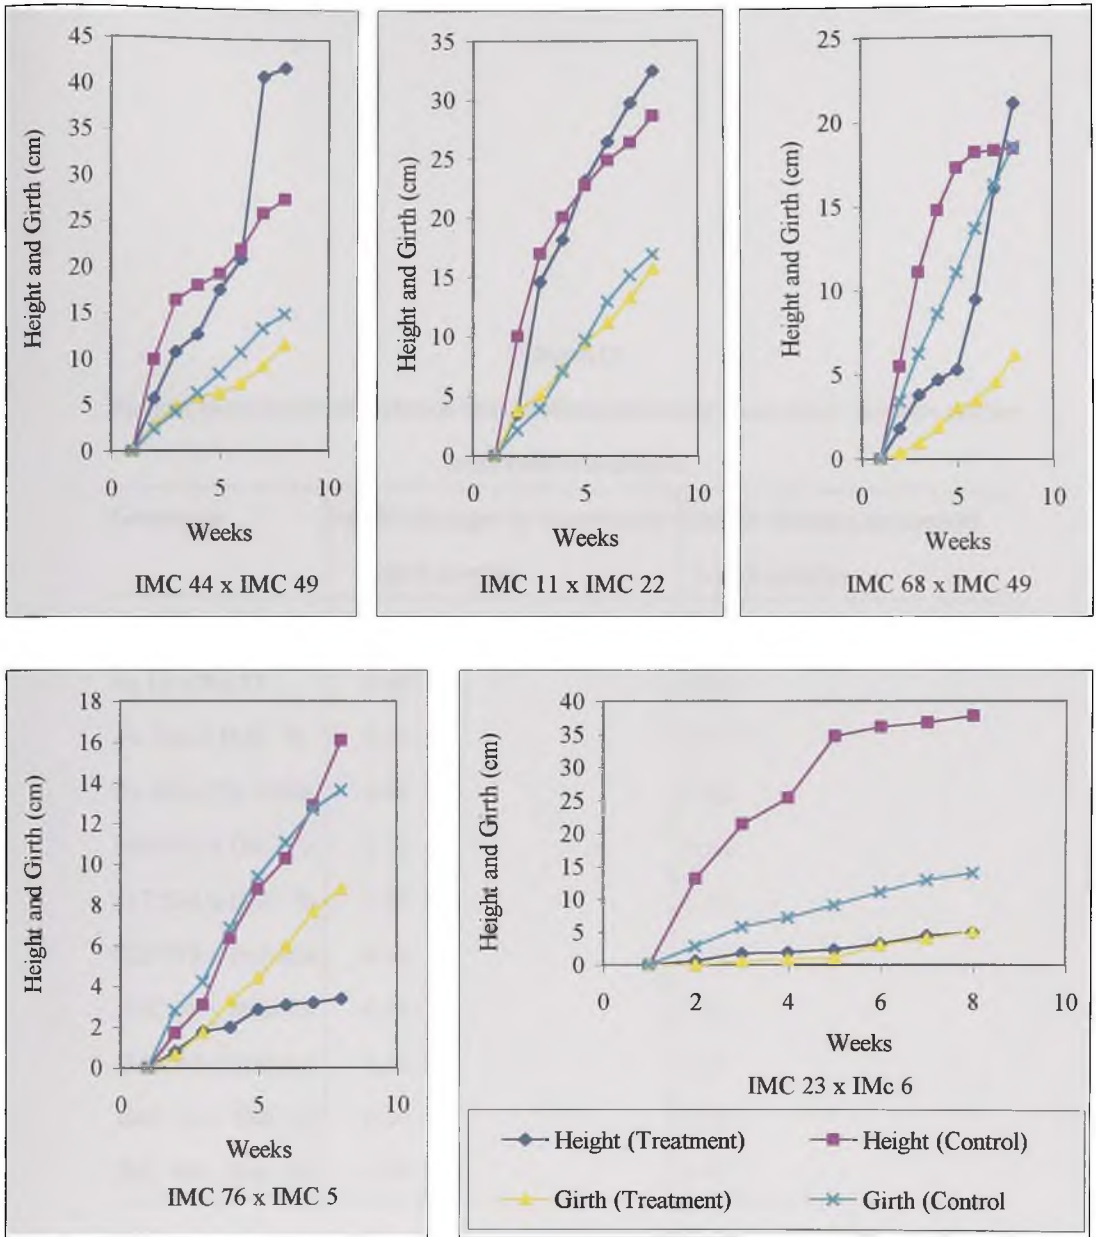 Height and Girth (cm)
45
40
35
30
25
20
15
10
5
0
0 5 10
Weeks
IMC 44 x IMC 49
Height and Girth (cm)
35
30
25
20
15
10
5
0
0 5 10
Weeks
IMC 11 x IMC 22
Height and Girth (cm)
25
20
15
10
5
0
0 5 10
Weeks
IMC 68 x IMC 49
Height and Girth (cm)
18
16
14
12
10
8
6
4
2
0
0 5 10
Weeks
IMC 76 x IMC 5
Height and Girth (cm)
40
35
30
25
20
15
10
5
0
0 2 4 6 8 10
Weeks
IMC 23 x IMc 6
Height (Treatment) Height (Control)
Girth (Treatment) Girth (Control